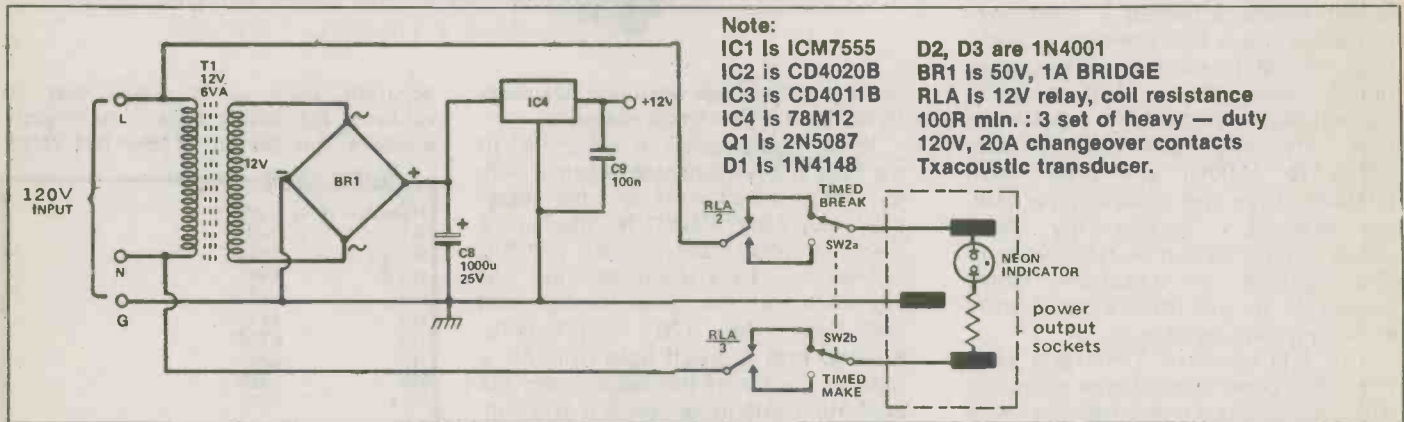 Note:
IC1 Is ICM7555
IC2 is CD4020B
IC3 is CD4011B
IC4 is 78M12
Q1 Is 2N5087
D1 Is 1N4148
D2, D3 are 1N4001
BR1 Is 50V, 1A BRIDGE
RLA is 12V relay, coil resistance
100R min. : 3 set of heavy — duty
120V, 20A changeover contacts
Txacoustic transducer.
T1
12V
6VA
L
120V
INPUT
N
G
12V
BR1
+
C8
1000u
25V
IC4
+12V
C9
100n
RLA
2
TIMED
BREAK
SW2a
RLA
3
SW2b
TIMED
MAKE
NEON
INDICATOR
power
output
sockets